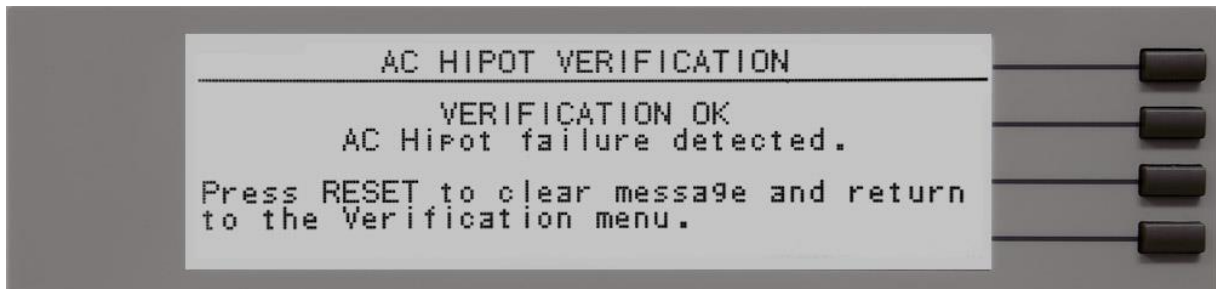 AC HIPOT VERIFICATION
VERIFICATION OK
AC Hipot failure detected.
Press RESET to clear message and return
to the Verification menu.